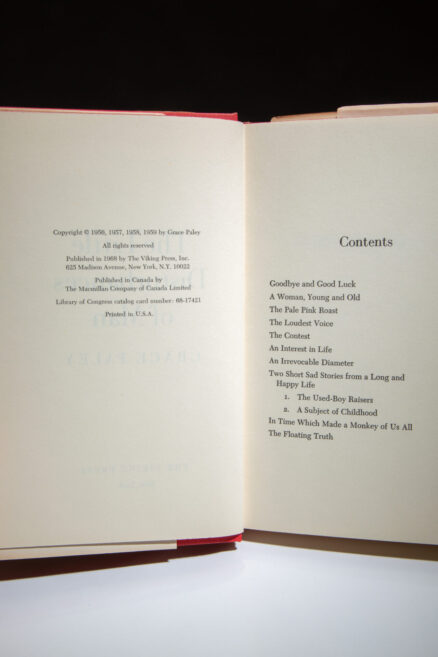 Copyright © 1956, 1957, 1958, 1959 by Grace Paley
All rights reserved
Published in 1968 by The Viking Press, Inc.
625 Madison Avenue, New York, N.Y. 10022
Published in Canada by
The Macmillan Company of Canada Limited
Library of Congress catalog card number: 68-17421
Printed in U.S.A.
Contents
Goodbye and Good Luck
A Woman, Young and Old
The Pale Pink Roast
The Loudest Voice
The Contest
An Interest in Life
An Irrevocable Diameter
Two Short Sad Stories from a Long and
Happy Life
1. The Used-Boy Raisers
2. A Subject of Childhood
In Time Which Made a Monkey of Us All
The Floating Truth